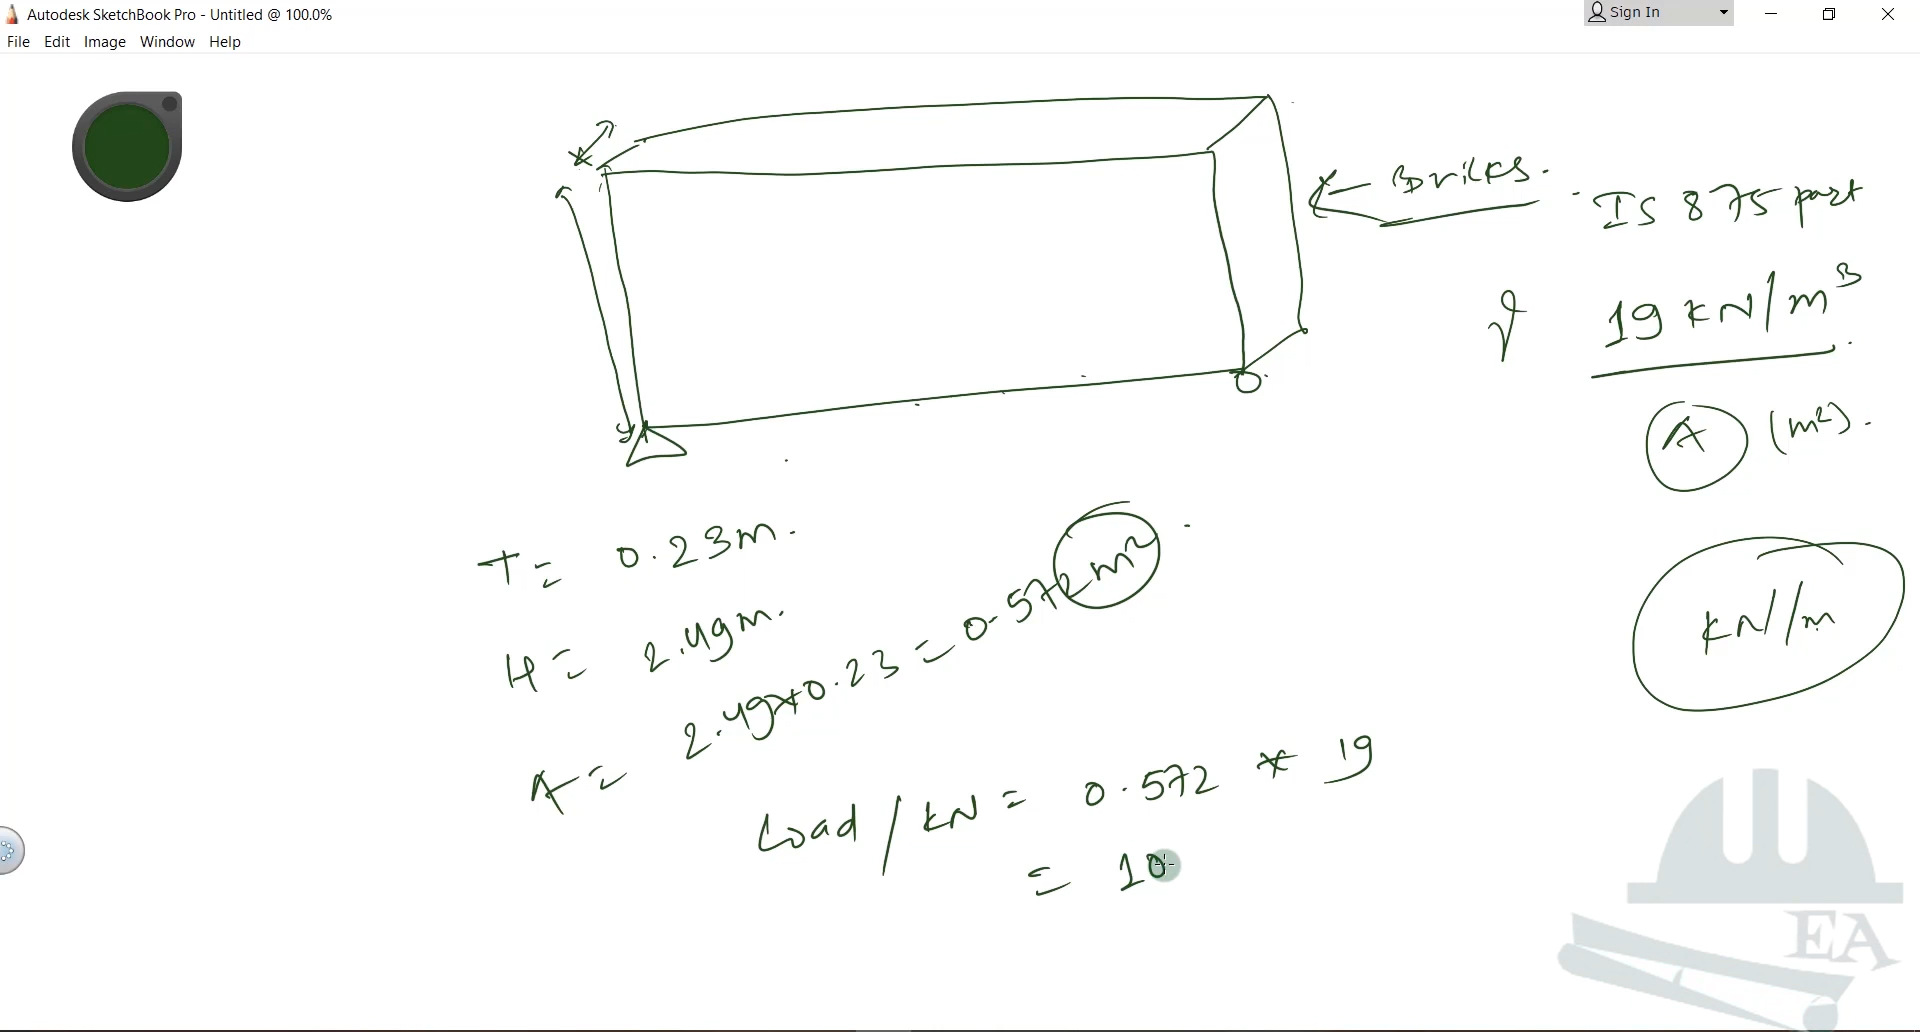 Autodesk SketchBook Pro - Untitled @ 100.0%
Sign In
File Edit Image Window Help
Bricks.
IS 875 part
γ 19 kN/m³
A (m²).
kN/m
T = 0.23m.
H = 2.49m.
A = 2.49*0.23 = 0.572 m²
Load/kN = 0.572 * 19
= 10
EA